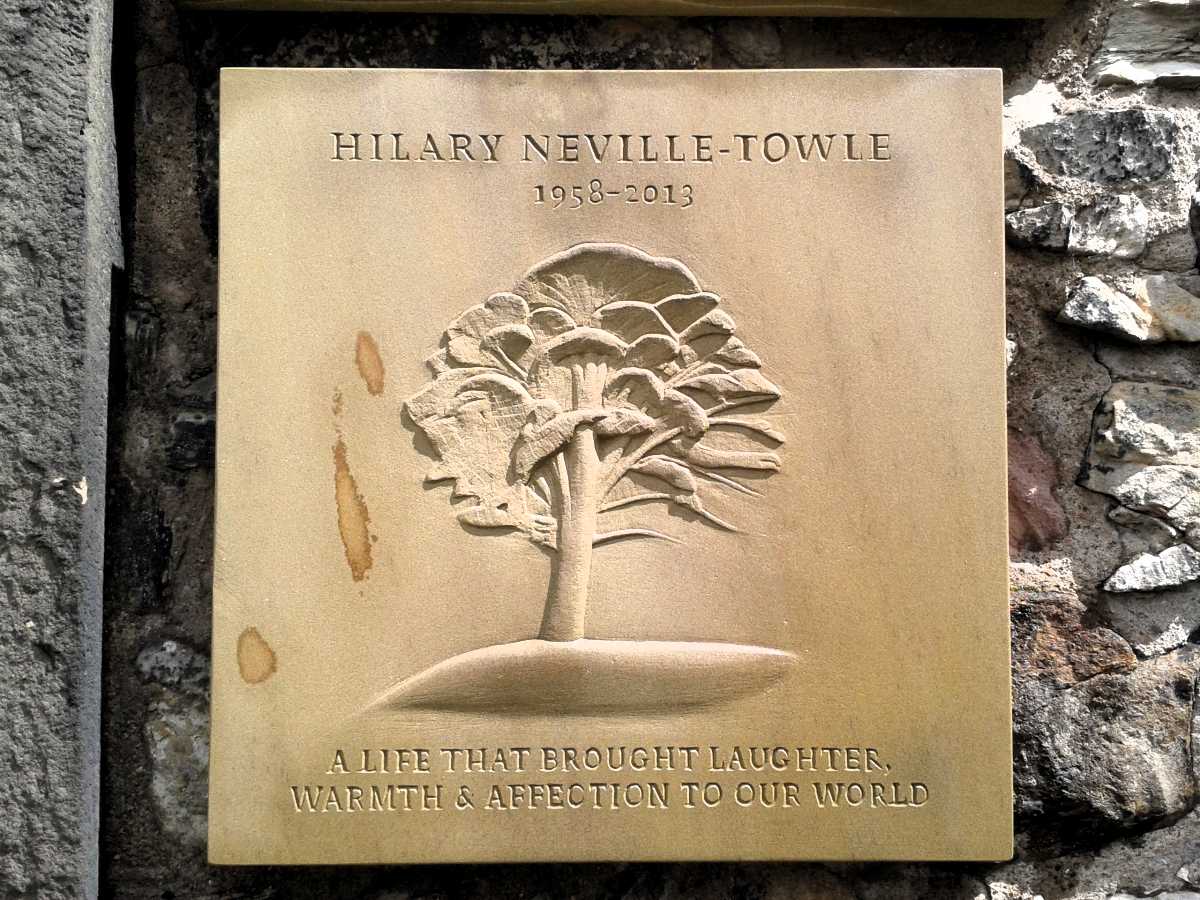 HILARY NEVILLE-TOWLE
1958–2013
A LIFE THAT BROUGHT LAUGHTER,
WARMTH & AFFECTION TO OUR WORLD